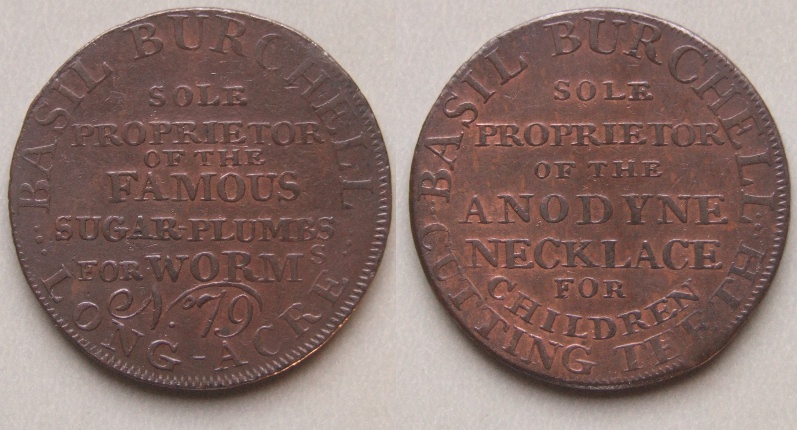 BASIL BURCHELL
SOLE
PROPRIETOR
OF THE
FAMOUS
SUGAR-PLUMBS
FOR WORMS
No. 79
LONG-ACRE
BASIL BURCHELL
SOLE
PROPRIETOR
OF THE
ANODYNE
NECKLACE
FOR
CHILDREN
CUTTING TEETH